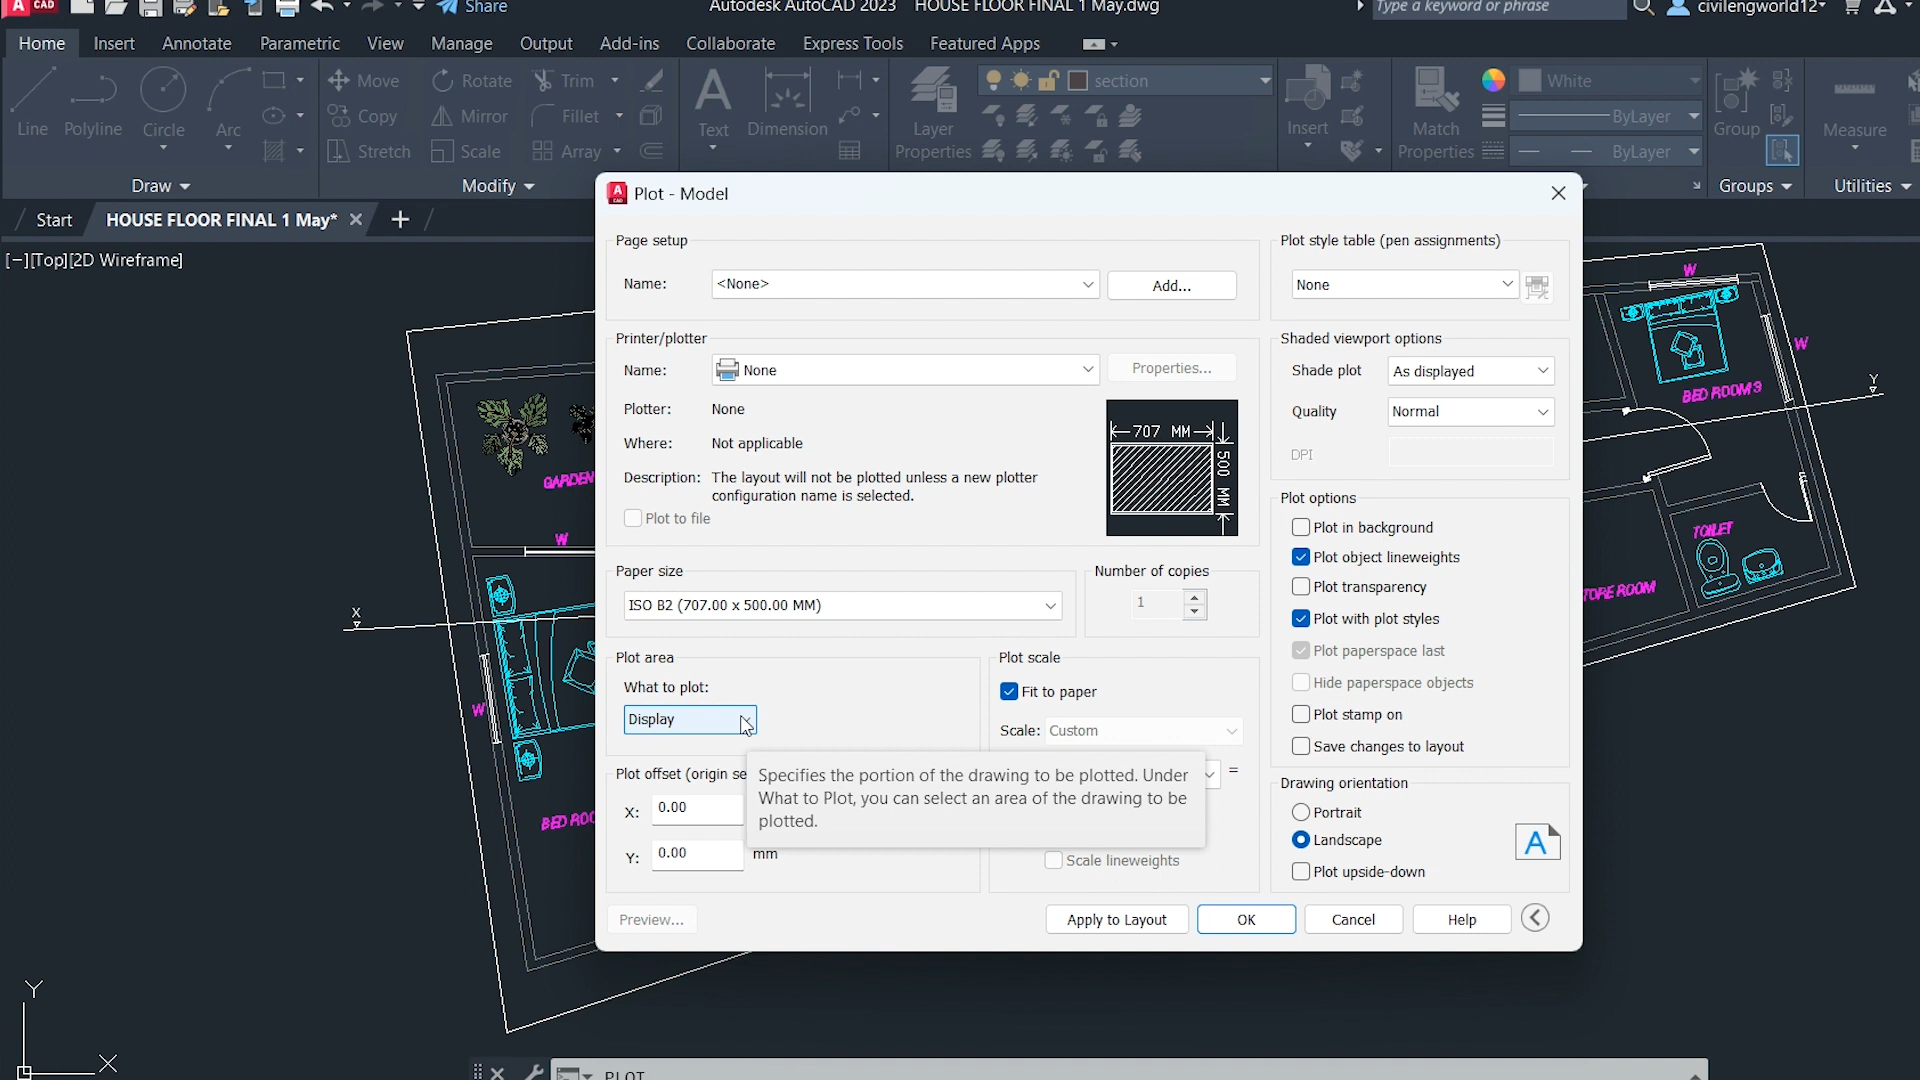 A CAD Share Autodesk AutoCAD 2023 HOUSE FLOOR FINAL 1 May.dwg Type a keyword or phrase civilengworld12
Home Insert Annotate Parametric View Manage Output Add-ins Collaborate Express Tools Featured Apps
Line Polyline Circle Arc
Move Rotate Trim
Copy Mirror Fillet
Stretch Scale Array
Text Dimension
Layer Properties
section
Insert
Match Properties
White
ByLayer
ByLayer
Group
Measure
Draw Modify Groups Utilities
Start HOUSE FLOOR FINAL 1 May*
[−][Top][2D Wireframe]
Plot - Model
Page setup
Name: <None> Add...
Plot style table (pen assignments)
None
Printer/plotter
Name: None Properties...
Plotter: None
Where: Not applicable
Description: The layout will not be plotted unless a new plotter
configuration name is selected.
Plot to file
707 MM
500 MM
Shaded viewport options
Shade plot As displayed
Quality Normal
DPI
Paper size
ISO B2 (707.00 x 500.00 MM)
Number of copies
1
Plot options
Plot in background
Plot object lineweights
Plot transparency
Plot with plot styles
Plot paperspace last
Hide paperspace objects
Plot stamp on
Save changes to layout
Plot area
What to plot:
Display
Plot scale
Fit to paper
Scale: Custom
=
Scale lineweights
Plot offset (origin se
X: 0.00
Y: 0.00 mm
Specifies the portion of the drawing to be plotted. Under
What to Plot, you can select an area of the drawing to be
plotted.
Drawing orientation
Portrait
Landscape
Plot upside-down
A
Preview... Apply to Layout OK Cancel Help
GARDEN
W
X
W
BED ROO
W
W
BED ROOM 3
Y
TOILET
TORE ROOM
Y
X
PLOT